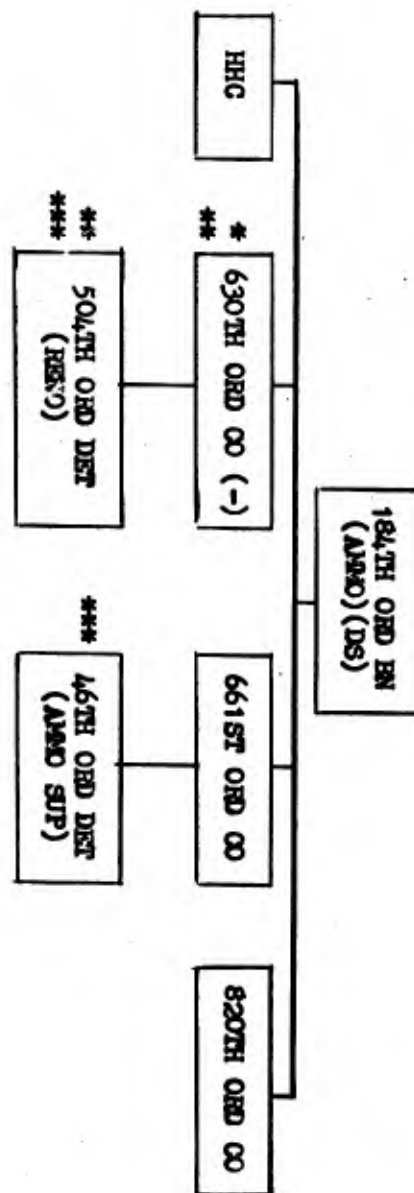 184TH ORD BN
(AMMO)(DS)
HHC
*
**
630TH ORD CO (-)
661ST ORD CO
820TH ORD CO
**
***
504TH ORD DET
(RENO)
***
46TH ORD DET
(AMMO SUP)